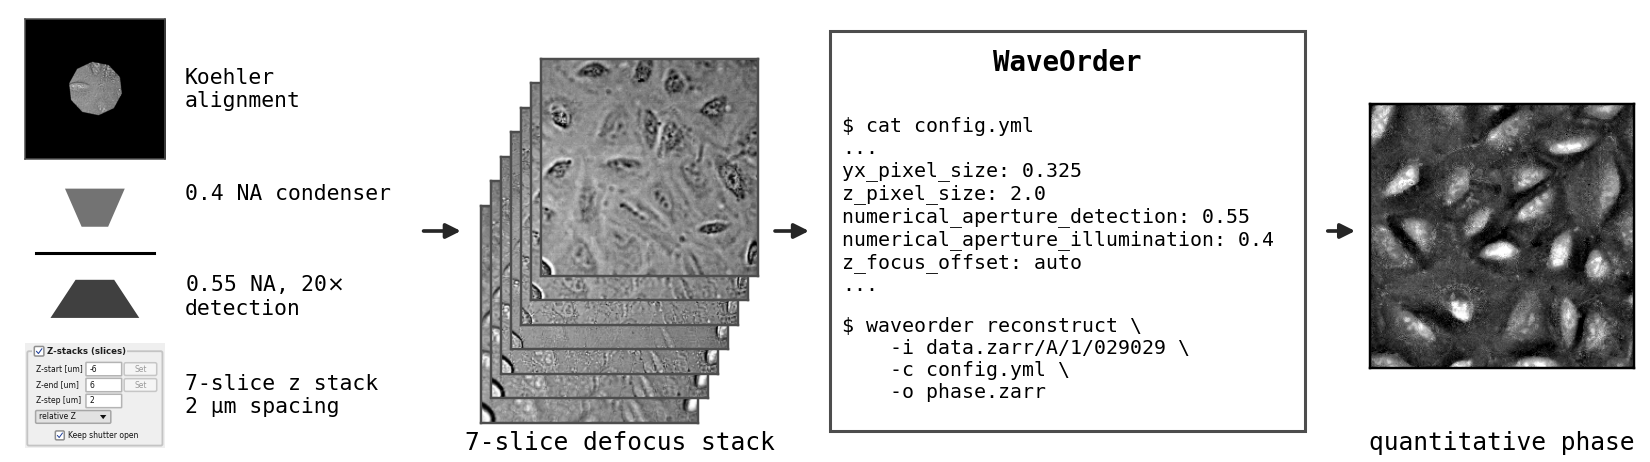 Koehler
alignment
0.4 NA condenser
0.55 NA, 20×
detection
Z-stacks (slices)
Z-start [um] -6 Set
Z-end [um] 6 Set
Z-step [um] 2
relative Z
Keep shutter open
7-slice z stack
2 μm spacing
7-slice defocus stack
WaveOrder
$ cat config.yml
...
yx_pixel_size: 0.325
z_pixel_size: 2.0
numerical_aperture_detection: 0.55
numerical_aperture_illumination: 0.4
z_focus_offset: auto
...
$ waveorder reconstruct \
-i data.zarr/A/1/029029 \
-c config.yml \
-o phase.zarr
quantitative phase